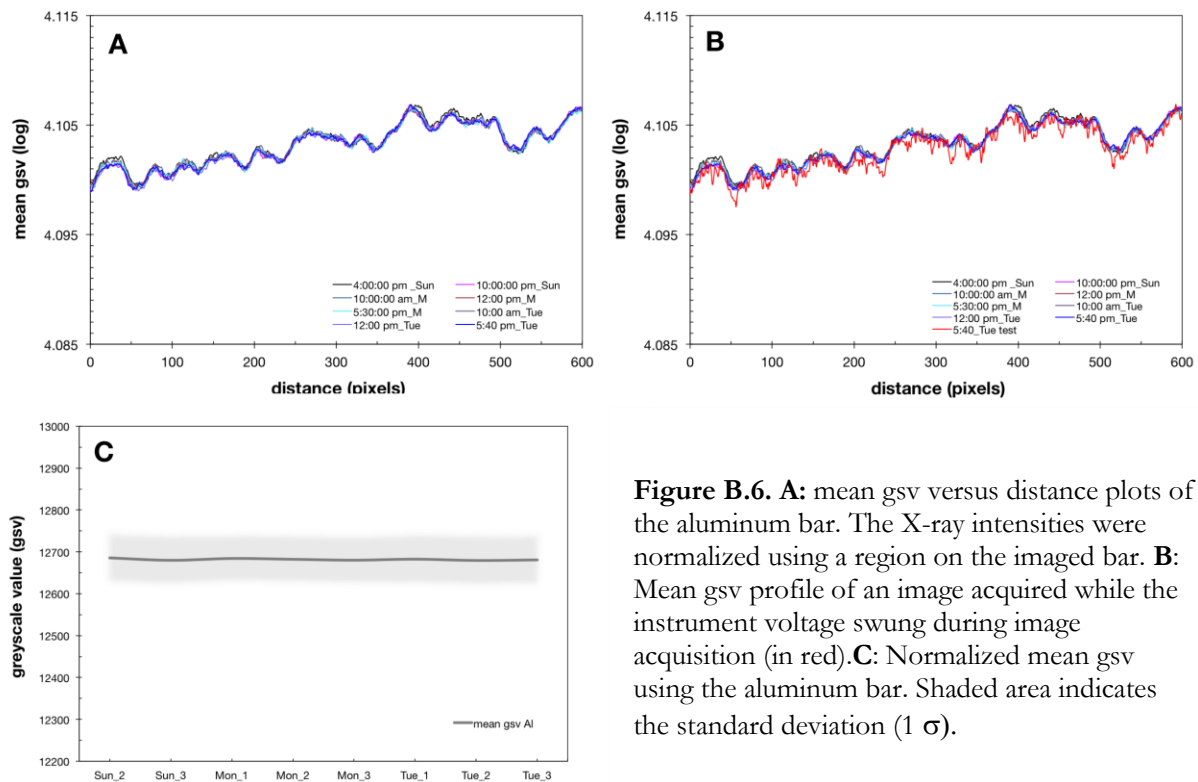 A
4.115
4.105
4.095
4.085
mean gsv (log)
4:00:00 pm _Sun
10:00:00 pm_Sun
10:00:00 am_M
12:00 pm_M
5:30:00 pm_M
10:00 am_Tue
12:00 pm_Tue
5:40 pm_Tue
0 100 200 300 400 500 600
distance (pixels)
B
4.115
4.105
4.095
4.085
mean gsv (log)
4:00:00 pm _Sun
10:00:00 pm_Sun
10:00:00 am_M
12:00 pm_M
5:30:00 pm_M
10:00 am_Tue
12:00 pm_Tue
5:40 pm_Tue
5:40_Tue test
0 100 200 300 400 500 600
distance (pixels)
C
13000
12900
12800
12700
12600
12500
12400
12300
12200
greyscale value (gsv)
mean gsv Al
Sun_2 Sun_3 Mon_1 Mon_2 Mon_3 Tue_1 Tue_2 Tue_3
Figure B.6. A: mean gsv versus distance plots of
the aluminum bar. The X-ray intensities were
normalized using a region on the imaged bar. B:
Mean gsv profile of an image acquired while the
instrument voltage swung during image
acquisition (in red).C: Normalized mean gsv
using the aluminum bar. Shaded area indicates
the standard deviation (1 σ).